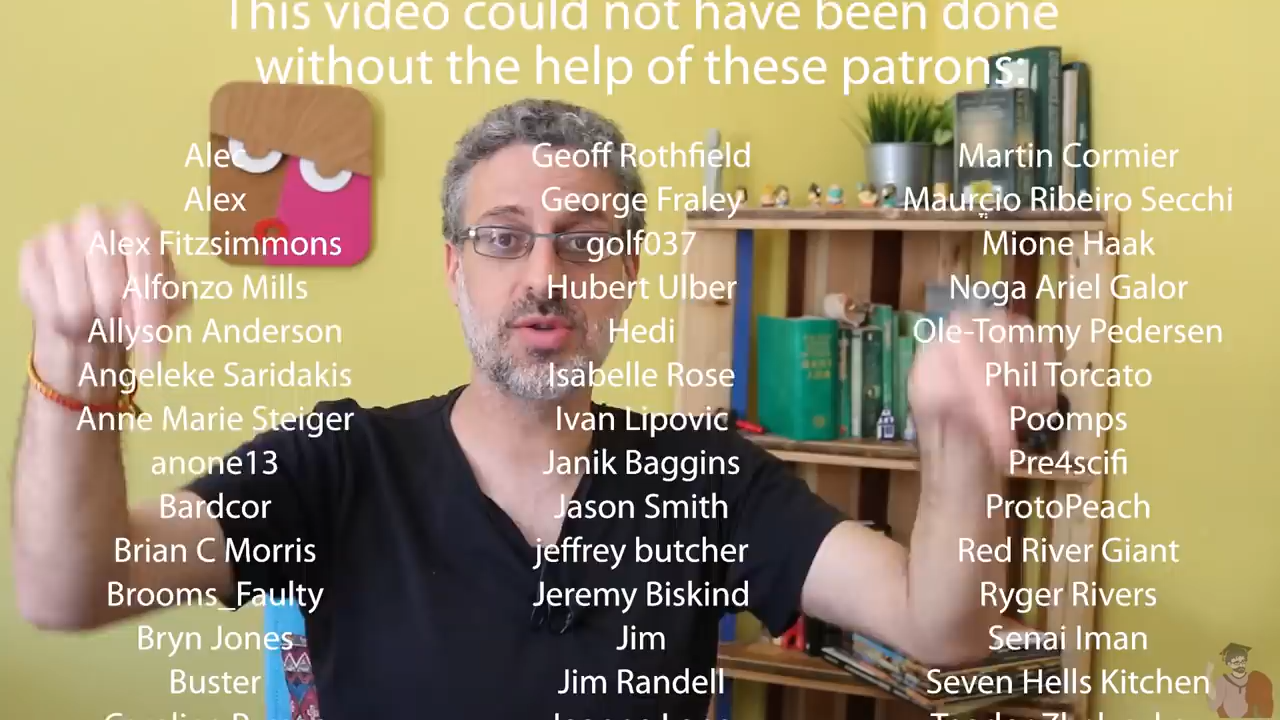 This video could not have been done
without the help of these patrons:
Alec
Alex
Alex Fitzsimmons
Alfonzo Mills
Allyson Anderson
Angeleke Saridakis
Anne Marie Steiger
anone13
Bardcor
Brian C Morris
Brooms_Faulty
Bryn Jones
Buster
Geoff Rothfield
George Fraley
golf037
Hubert Ulber
Hedi
Isabelle Rose
Ivan Lipovic
Janik Baggins
Jason Smith
jeffrey butcher
Jeremy Biskind
Jim
Jim Randell
Martin Cormier
Maurçio Ribeiro Secchi
Mione Haak
Noga Ariel Galor
Ole-Tommy Pedersen
Phil Torcato
Poomps
Pre4scifi
ProtoPeach
Red River Giant
Ryger Rivers
Senai Iman
Seven Hells Kitchen